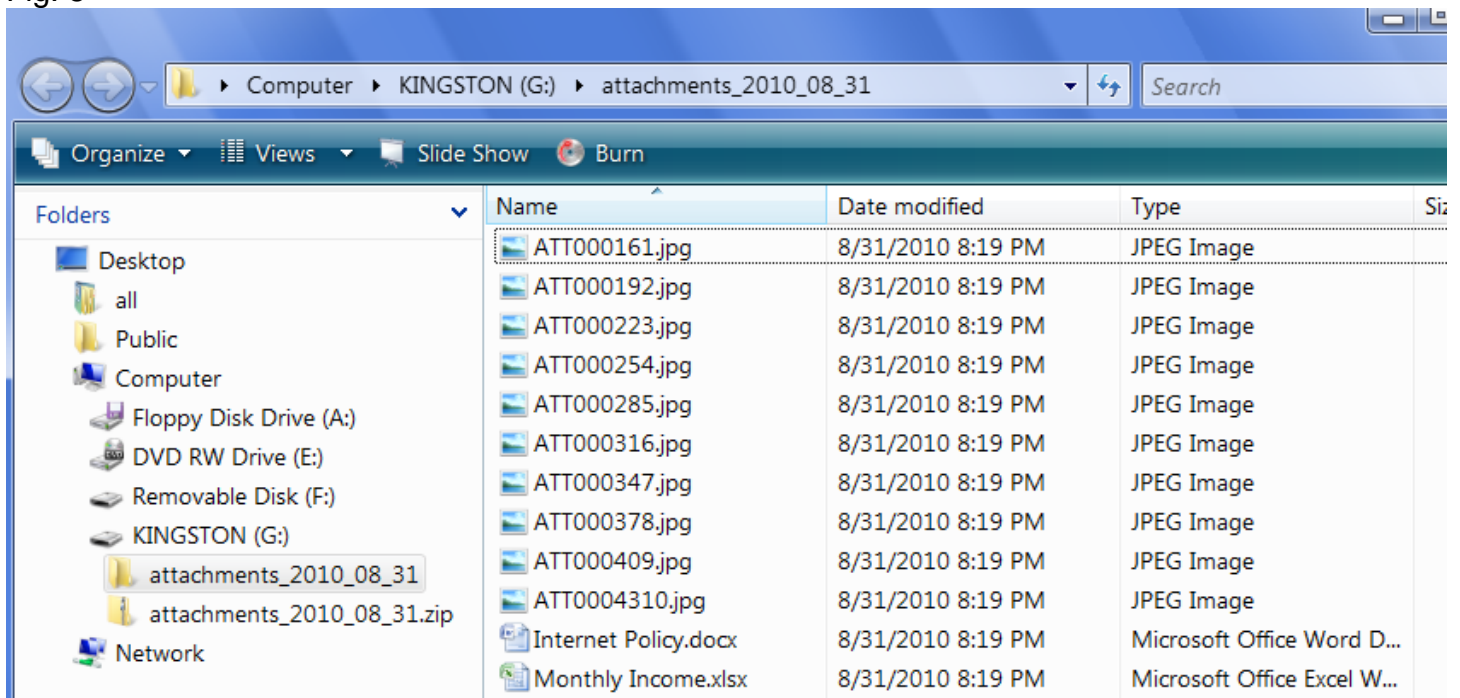 Computer KINGSTON (G:) attachments_2010_08_31 Search
Organize Views Slide Show Burn
Folders
Desktop
all
Public
Computer
Floppy Disk Drive (A:)
DVD RW Drive (E:)
Removable Disk (F:)
KINGSTON (G:)
attachments_2010_08_31
attachments_2010_08_31.zip
Network
Name Date modified Type
ATT000161.jpg 8/31/2010 8:19 PM JPEG Image
ATT000192.jpg 8/31/2010 8:19 PM JPEG Image
ATT000223.jpg 8/31/2010 8:19 PM JPEG Image
ATT000254.jpg 8/31/2010 8:19 PM JPEG Image
ATT000285.jpg 8/31/2010 8:19 PM JPEG Image
ATT000316.jpg 8/31/2010 8:19 PM JPEG Image
ATT000347.jpg 8/31/2010 8:19 PM JPEG Image
ATT000378.jpg 8/31/2010 8:19 PM JPEG Image
ATT000409.jpg 8/31/2010 8:19 PM JPEG Image
ATT0004310.jpg 8/31/2010 8:19 PM JPEG Image
Internet Policy.docx 8/31/2010 8:19 PM Microsoft Office Word D...
Monthly Income.xlsx 8/31/2010 8:19 PM Microsoft Office Excel W...